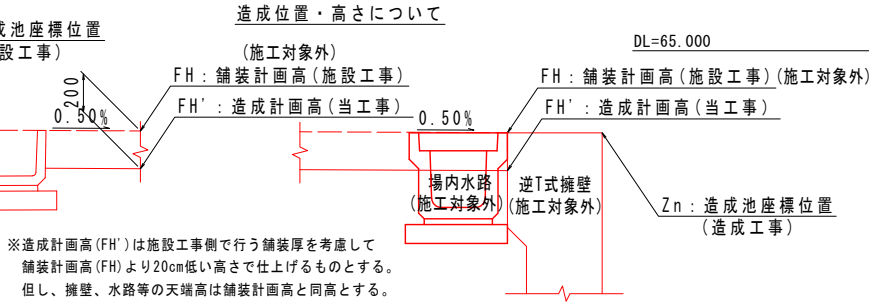 造成位置・高さについて
成池座標位置
設工事)
(施工対象外)
DL=65.000
FH：舗装計画高(施設工事)
FH：舗装計画高(施設工事)(施工対象外)
200
FH'：造成計画高(当工事)
FH'：造成計画高(当工事)
0.50%
0.50%
場内水路
(施工対象外)
逆T式擁壁
(施工対象外)
Zn：造成池座標位置
(造成工事)
※造成計画高(FH')は施設工事側で行う舗装厚を考慮して
舗装計画高(FH)より20cm低い高さで仕上げるものとする。
但し、擁壁、水路等の天端高は舗装計画高と同高とする。